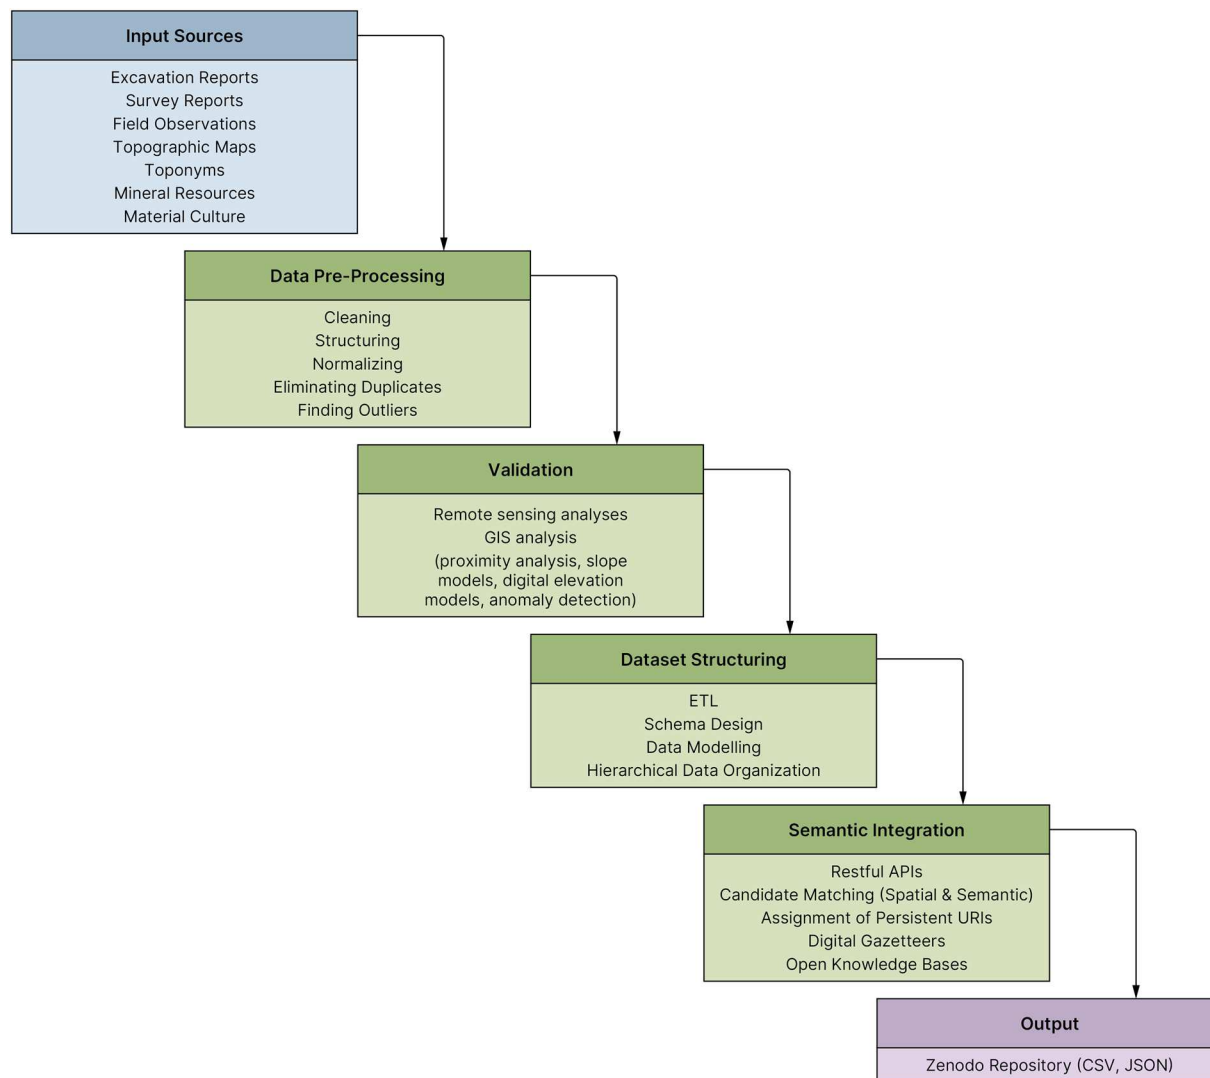 Input Sources
Excavation Reports
Survey Reports
Field Observations
Topographic Maps
Toponyms
Mineral Resources
Material Culture
Data Pre-Processing
Cleaning
Structuring
Normalizing
Eliminating Duplicates
Finding Outliers
Validation
Remote sensing analyses
GIS analysis
(proximity analysis, slope
models, digital elevation
models, anomaly detection)
Dataset Structuring
ETL
Schema Design
Data Modelling
Hierarchical Data Organization
Semantic Integration
Restful APIs
Candidate Matching (Spatial & Semantic)
Assignment of Persistent URIs
Digital Gazetteers
Open Knowledge Bases
Output
Zenodo Repository (CSV, JSON)